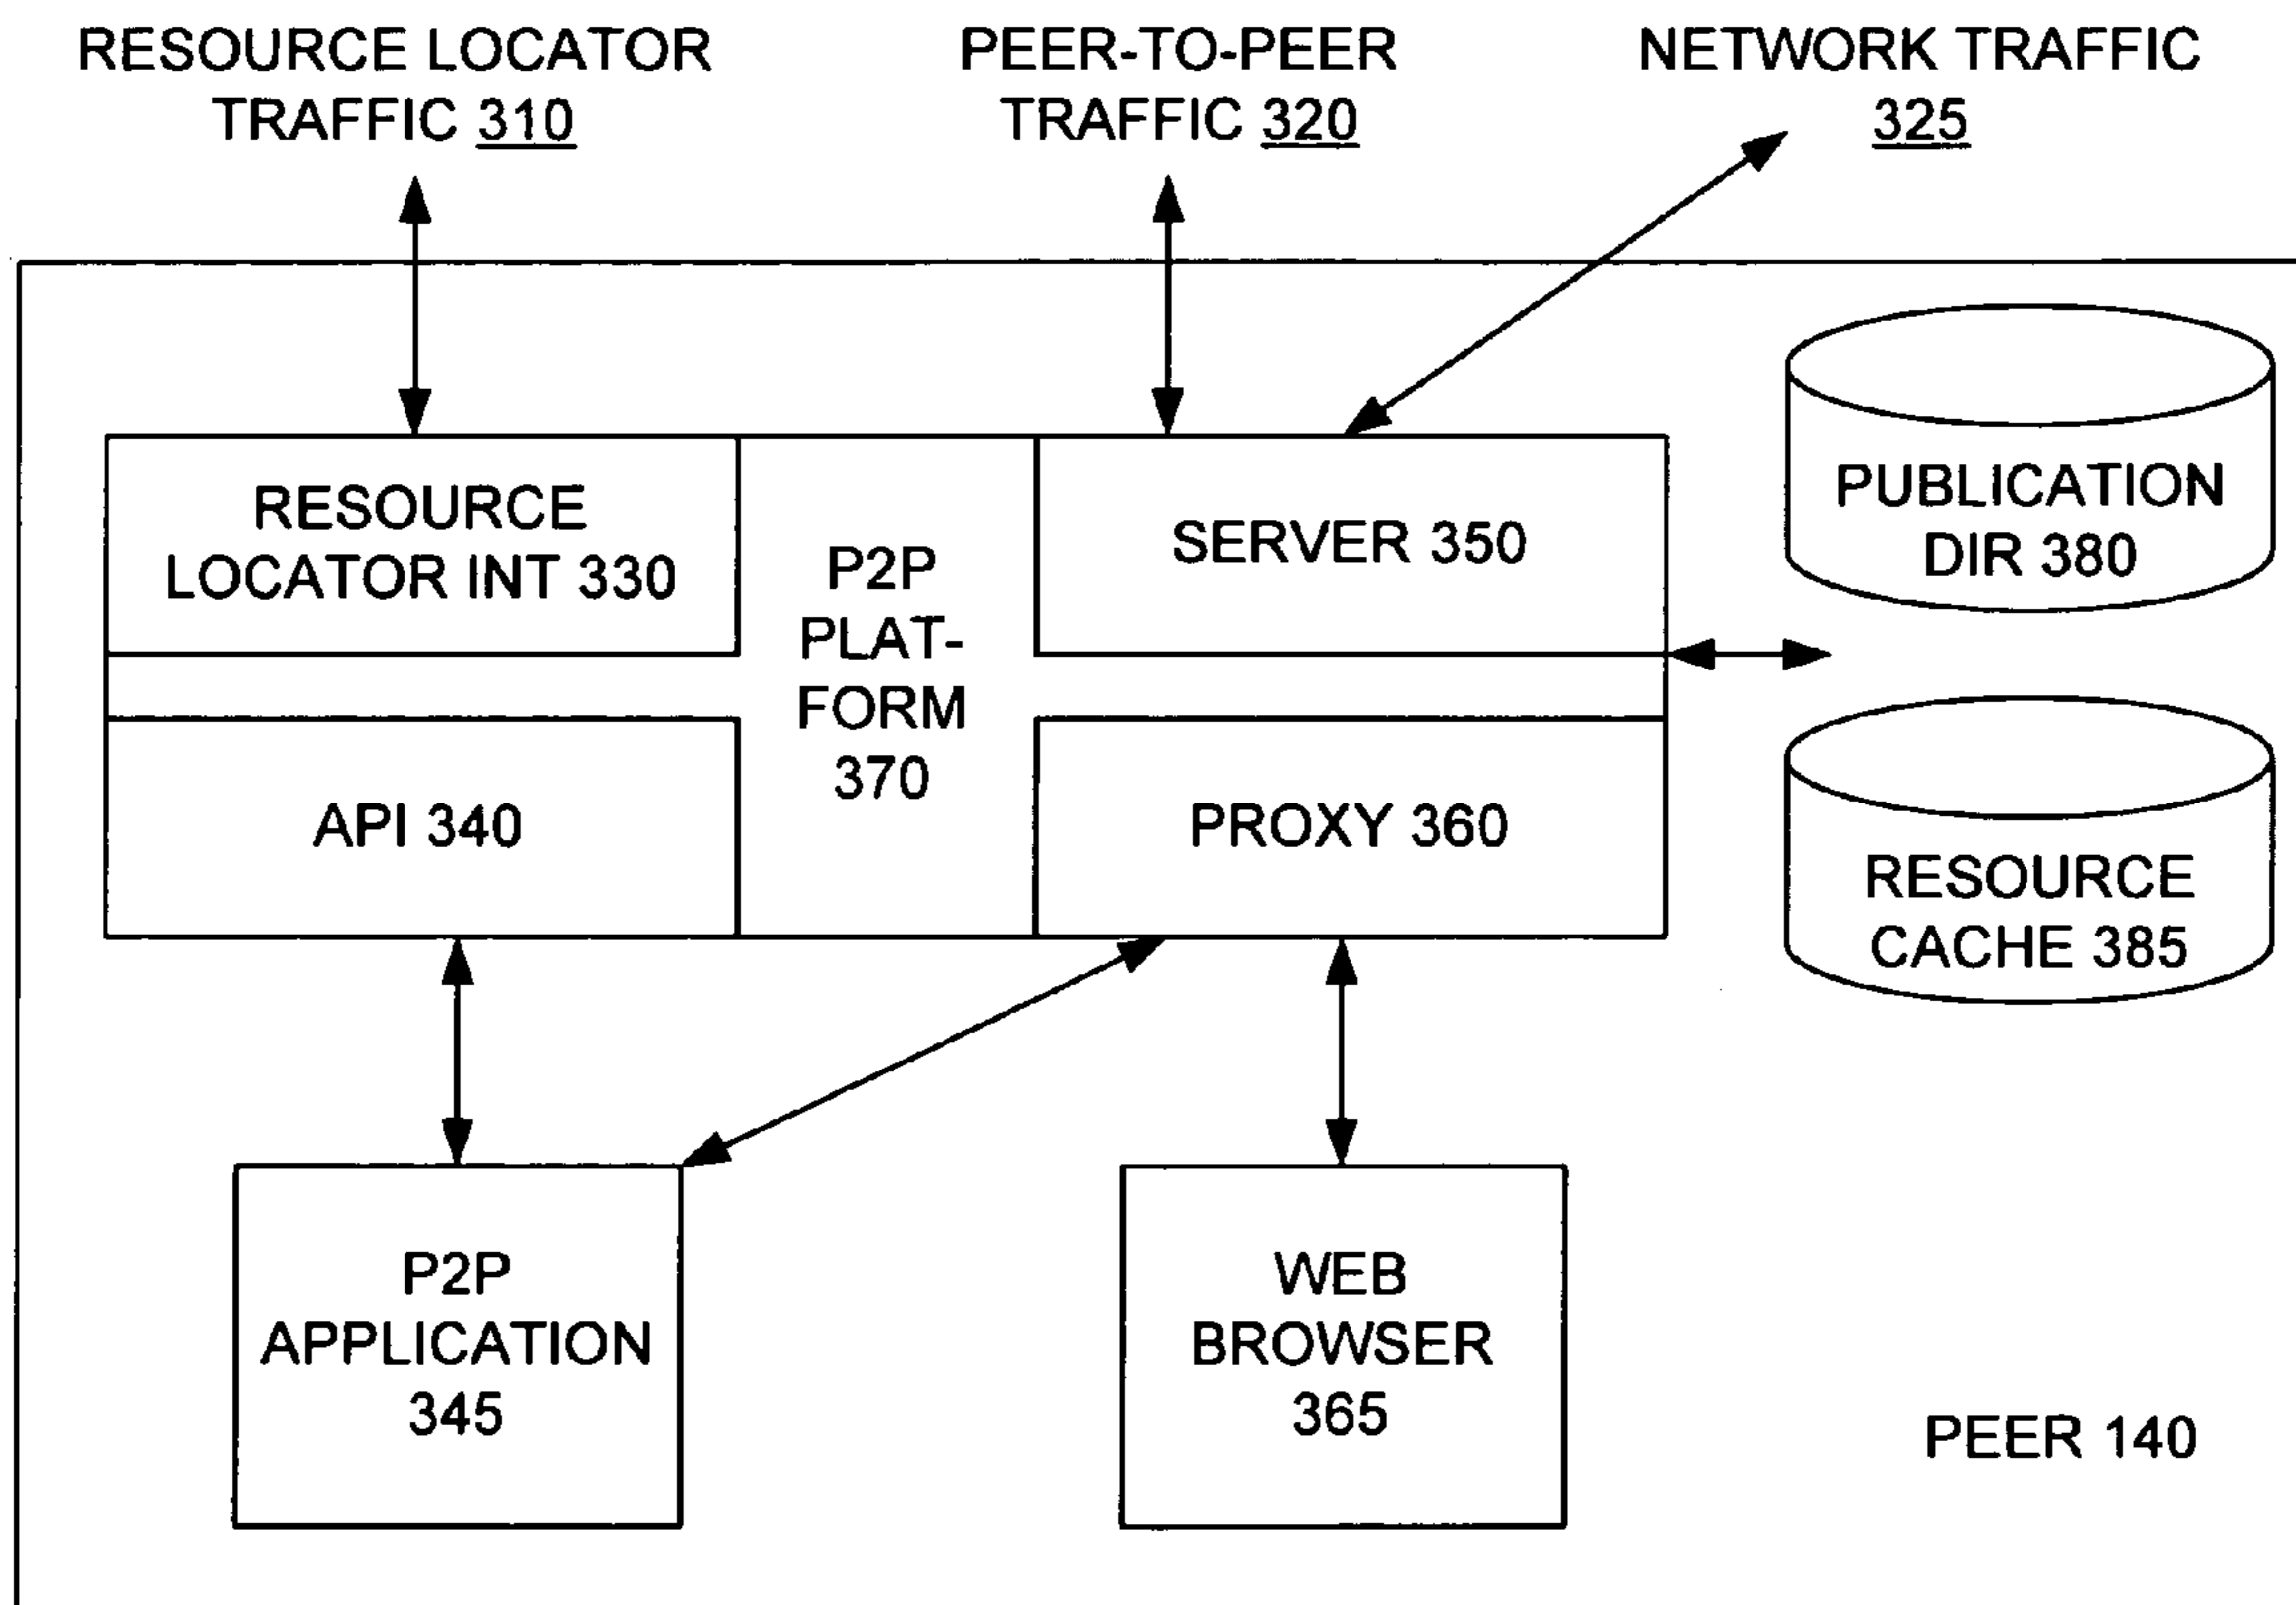 RESOURCE LOCATOR
TRAFFIC 310
PEER-TO-PEER
TRAFFIC 320
NETWORK TRAFFIC
325
RESOURCE
LOCATOR INT 330
P2P
PLAT-
FORM
370
SERVER 350
PUBLICATION
DIR 380
API 340
PROXY 360
RESOURCE
CACHE 385
P2P
APPLICATION
345
WEB
BROWSER
365
PEER 140